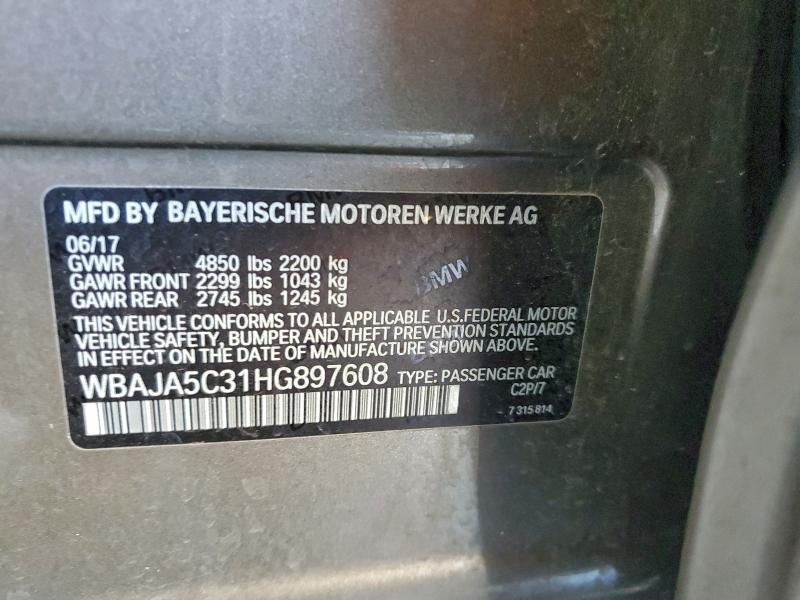 MFD BY BAYERISCHE MOTOREN WERKE AG
06/17
GVWR 4850 lbs 2200 kg
GAWR FRONT 2299 lbs 1043 kg
GAWR REAR 2745 lbs 1245 kg
BMW
THIS VEHICLE CONFORMS TO ALL APPLICABLE U.S.FEDERAL MOTOR
VEHICLE SAFETY, BUMPER AND THEFT PREVENTION STANDARDS
IN EFFECT ON THE DATE OF MANUFACTURE SHOWN ABOVE.
WBAJA5C31HG897608 TYPE: PASSENGER CAR
C2P/7
7 315 814